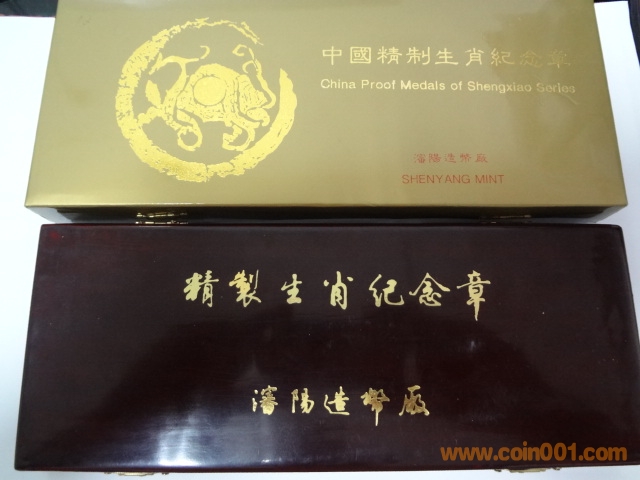 中國精制生肖紀念章
China Proof Medals of Shengxiao Series
瀋陽造幣廠
SHENYANG MINT
精製生肖纪念章
瀋陽造幣廠
www.coin001.com